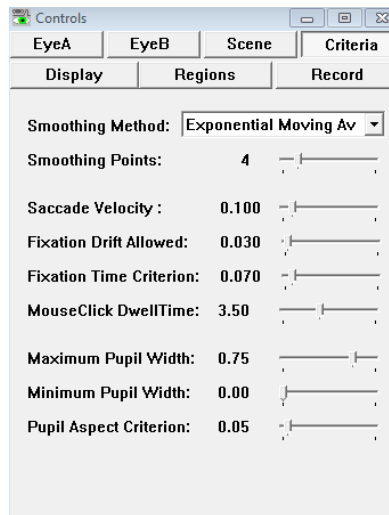 Controls
EyeA EyeB Scene Criteria
Display Regions Record
Smoothing Method: Exponential Moving Av
Smoothing Points: 4
Saccade Velocity : 0.100
Fixation Drift Allowed: 0.030
Fixation Time Criterion: 0.070
MouseClick DwellTime: 3.50
Maximum Pupil Width: 0.75
Minimum Pupil Width: 0.00
Pupil Aspect Criterion: 0.05